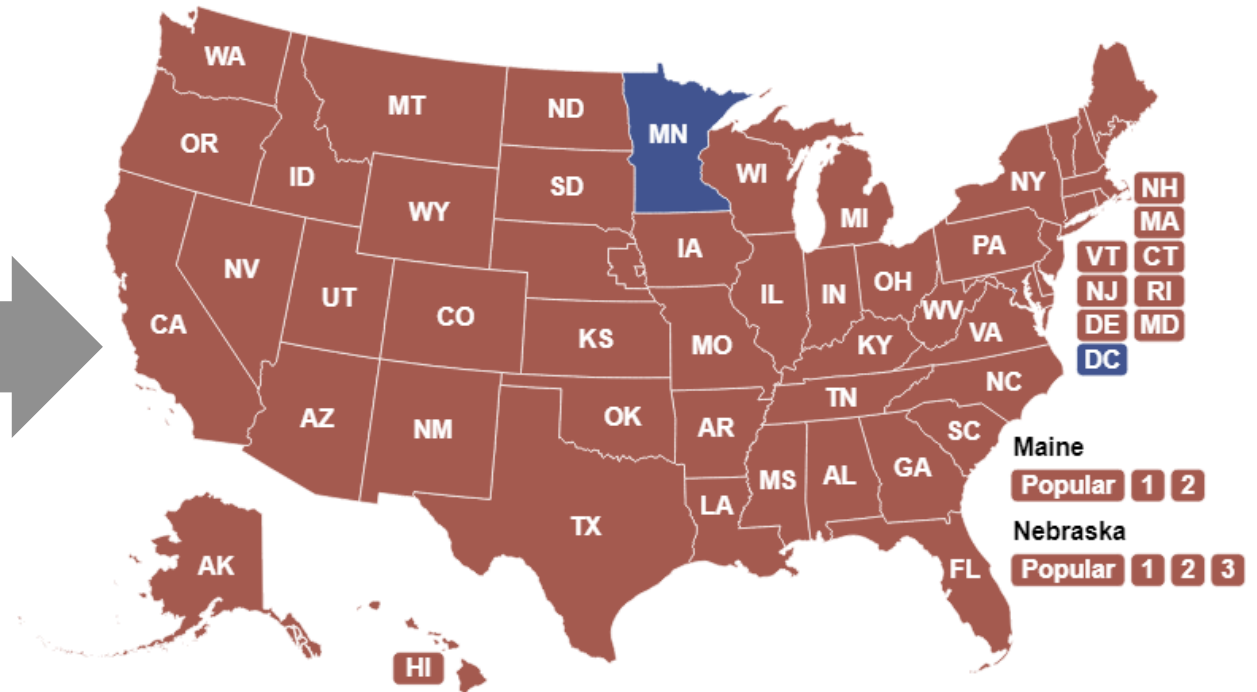 WA
MT
ND
MN
OR
ID
SD
WI
NY
NH
WY
MI
MA
IA
PA
VT CT
NV
UT
CO
IL
IN
OH
NJ RI
WV
CA
KS
MO
KY
VA
DE MD
DC
AZ
NM
OK
AR
TN
NC
SC
MS
AL
GA
Maine
Popular 1 2
LA
TX
Nebraska
Popular 1 2 3
AK
FL
HI